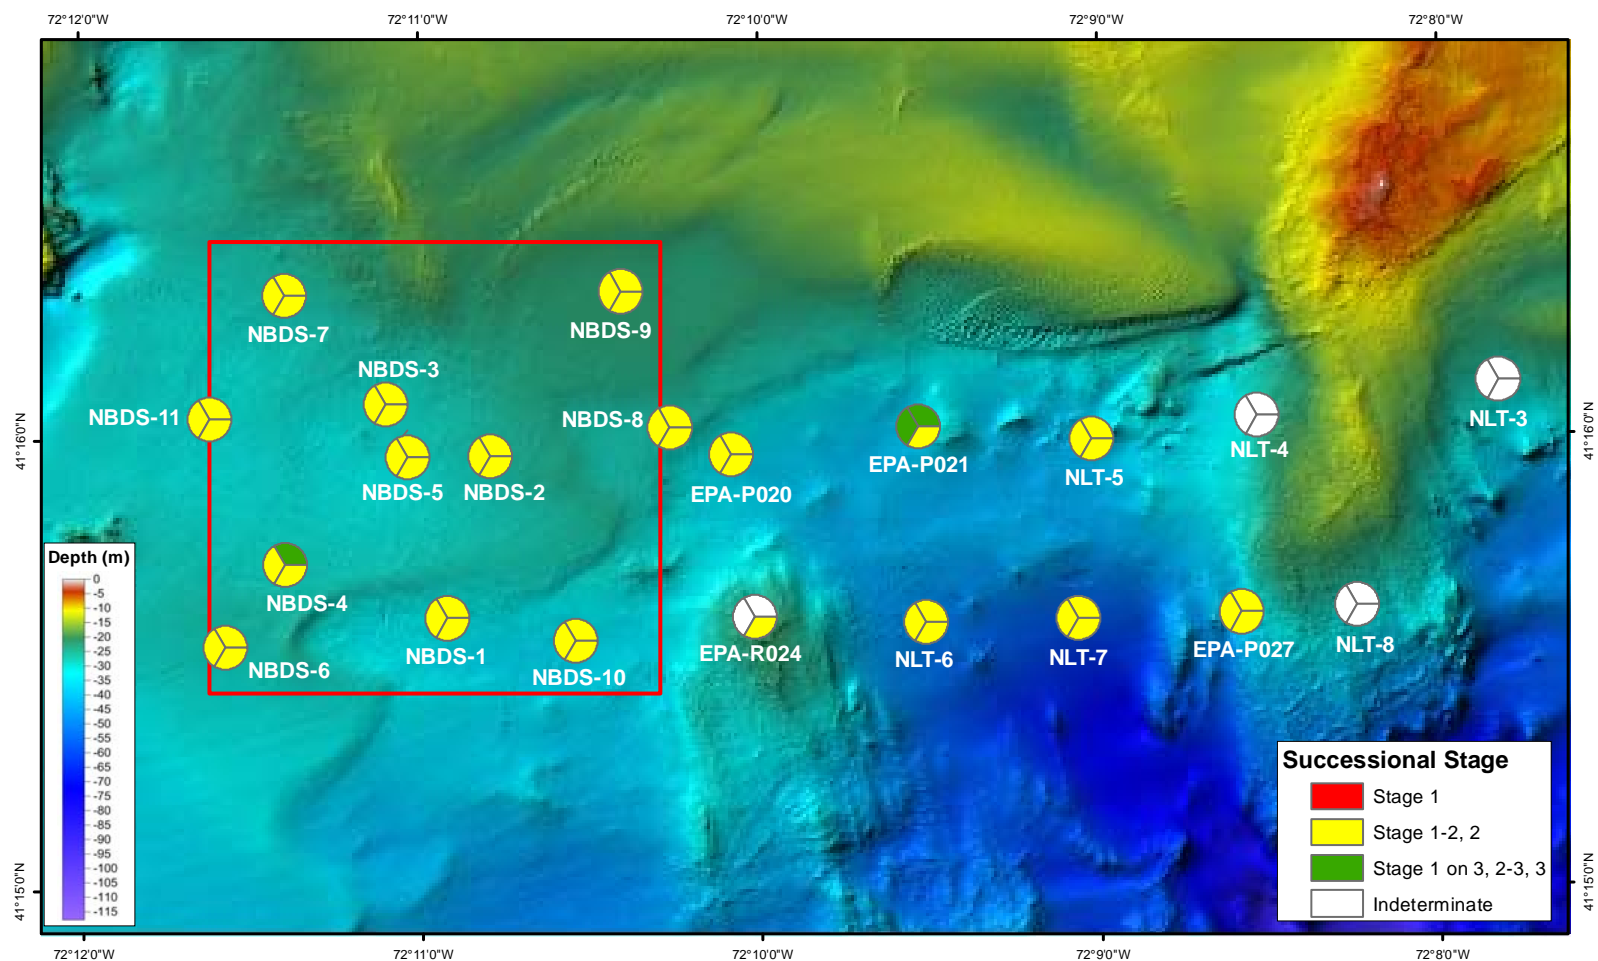 72°12'0"W 72°11'0"W 72°10'0"W 72°9'0"W 72°8'0"W
NBDS-7
NBDS-9
NBDS-3
NBDS-11
NBDS-8
NLT-3
41°16'0"N
41°16'0"N
NLT-4
EPA-P021
NLT-5
NBDS-5
NBDS-2
EPA-P020
NBDS-4
NBDS-1
EPA-R024
NLT-6
NLT-7
EPA-P027
NLT-8
NBDS-6
NBDS-10
Depth (m)
0
-5
-10
-15
-20
-25
-30
-35
-40
-45
-50
-55
-60
-65
-70
-75
-80
-85
-90
-95
-100
-105
-115
Successional Stage
Stage 1
Stage 1-2, 2
Stage 1 on 3, 2-3, 3
Indeterminate
41°15'0"N
41°15'0"N
72°12'0"W 72°11'0"W 72°10'0"W 72°9'0"W 72°8'0"W